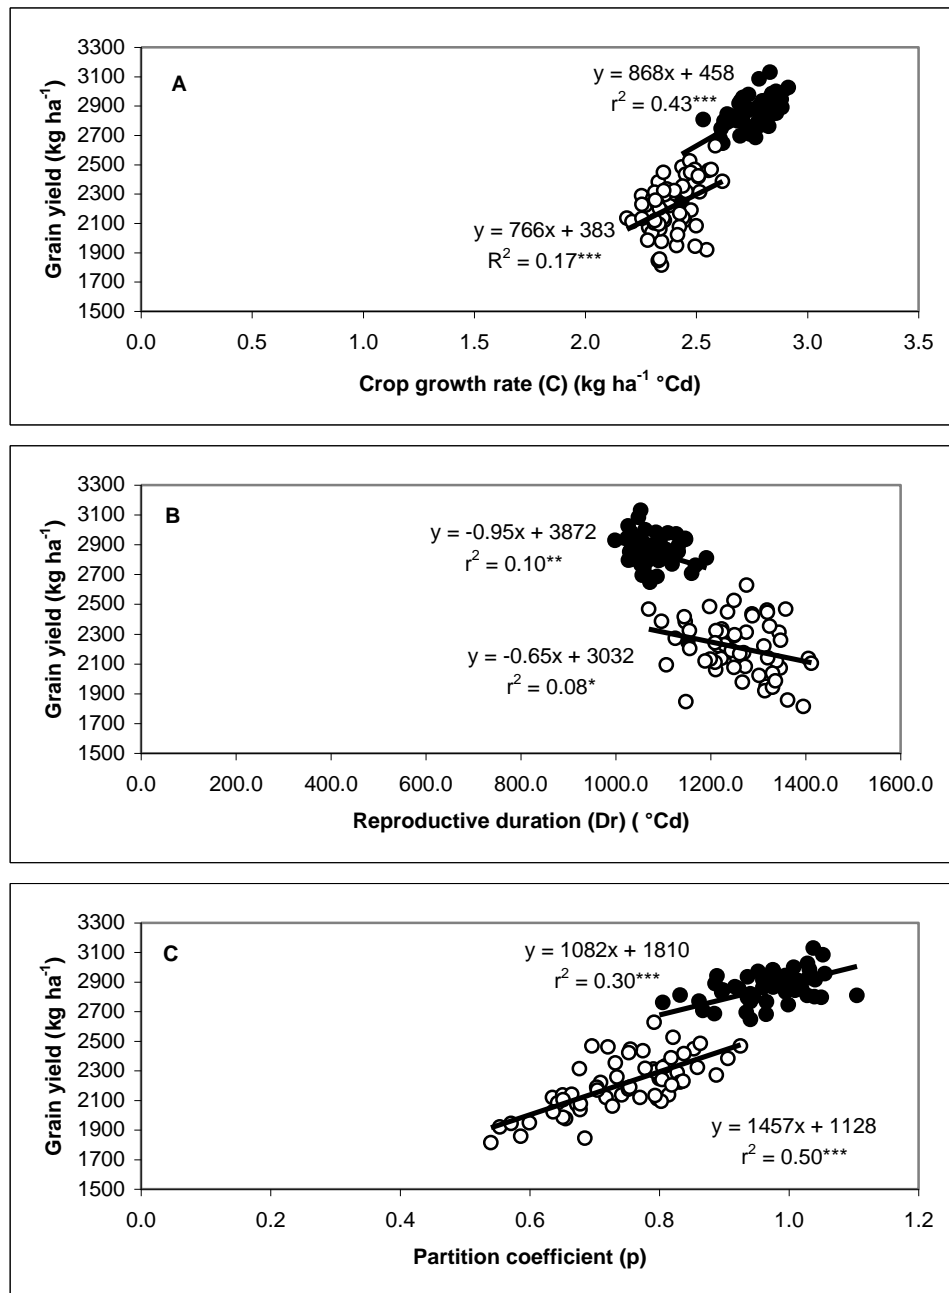 3300
3100
2900
2700
2500
2300
2100
1900
1700
1500
Grain yield (kg ha⁻¹)
A
y = 868x + 458
r² = 0.43***
y = 766x + 383
R² = 0.17***
0.0 0.5 1.0 1.5 2.0 2.5 3.0 3.5
Crop growth rate (C) (kg ha⁻¹ °Cd)
3300
3100
2900
2700
2500
2300
2100
1900
1700
1500
Grain yield (kg ha⁻¹)
B
y = -0.95x + 3872
r² = 0.10**
y = -0.65x + 3032
r² = 0.08*
0.0 200.0 400.0 600.0 800.0 1000.0 1200.0 1400.0 1600.0
Reproductive duration (Dr) ( °Cd)
3300
3100
2900
2700
2500
2300
2100
1900
1700
1500
Grain yield (kg ha⁻¹)
C
y = 1082x + 1810
r² = 0.30***
y = 1457x + 1128
r² = 0.50***
0.0 0.2 0.4 0.6 0.8 1.0 1.2
Partition coefficient (p)